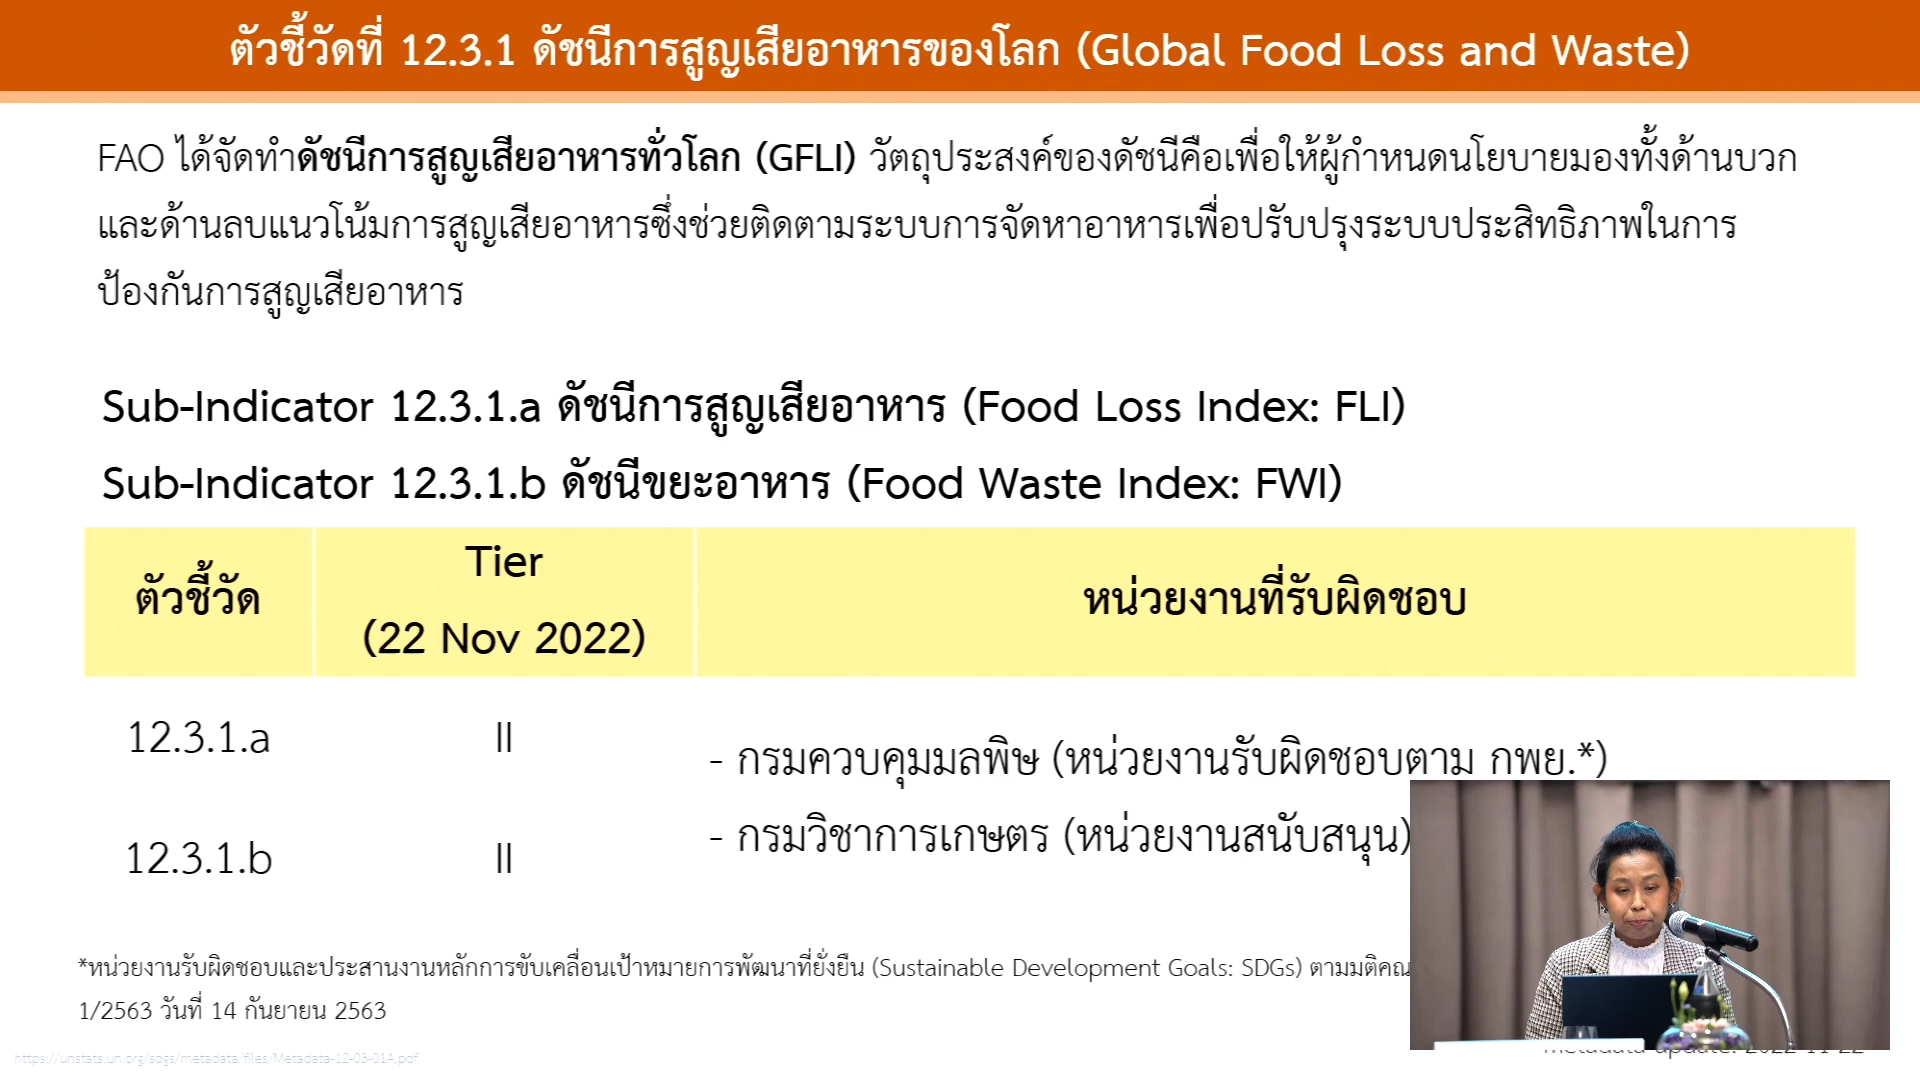 ตัวชี้วัดที่ 12.3.1 ดัชนีการสูญเสียอาหารของโลก (Global Food Loss and Waste)
FAO ได้จัดทำดัชนีการสูญเสียอาหารทั่วโลก (GFLI) วัตถุประสงค์ของดัชนีคือเพื่อให้ผู้กำหนดนโยบายมองทั้งด้านบวก
และด้านลบแนวโน้มการสูญเสียอาหารซึ่งช่วยติดตามระบบการจัดหาอาหารเพื่อปรับปรุงระบบประสิทธิภาพในการ
ป้องกันการสูญเสียอาหาร
Sub-Indicator 12.3.1.a ดัชนีการสูญเสียอาหาร (Food Loss Index: FLI)
Sub-Indicator 12.3.1.b ดัชนีขยะอาหาร (Food Waste Index: FWI)
ตัวชี้วัด
Tier
(22 Nov 2022)
หน่วยงานที่รับผิดชอบ
12.3.1.a
II
- กรมควบคุมมลพิษ (หน่วยงานรับผิดชอบตาม กพย.*)
- กรมวิชาการเกษตร (หน่วยงานสนับสนุน)
12.3.1.b
II
*หน่วยงานรับผิดชอบและประสานงานหลักการขับเคลื่อนเป้าหมายการพัฒนาที่ยั่งยืน (Sustainable Development Goals: SDGs) ตามมติคณ
1/2563 วันที่ 14 กันยายน 2563
https://unstats.un.org/sdgs/metadata/files/Metadata-12-03-01A.pdf
Metadata update: 2022-11-22